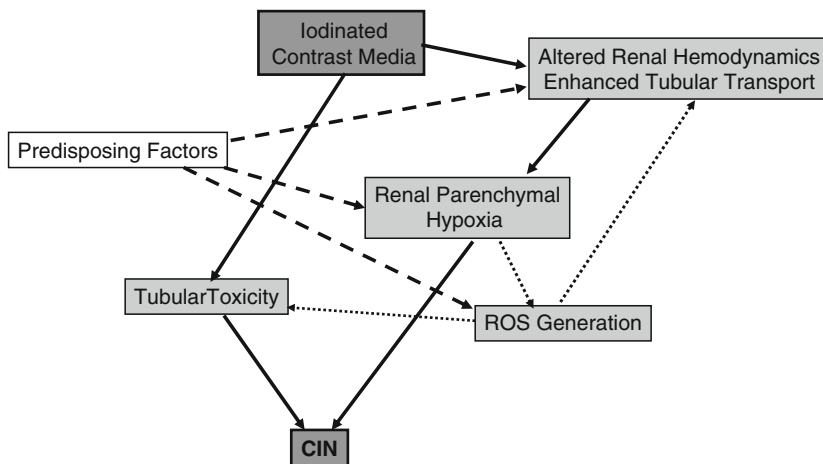 Iodinated
Contrast Media
Altered Renal Hemodynamics
Enhanced Tubular Transport
Predisposing Factors
Renal Parenchymal
Hypoxia
TubularToxicity
ROS Generation
CIN